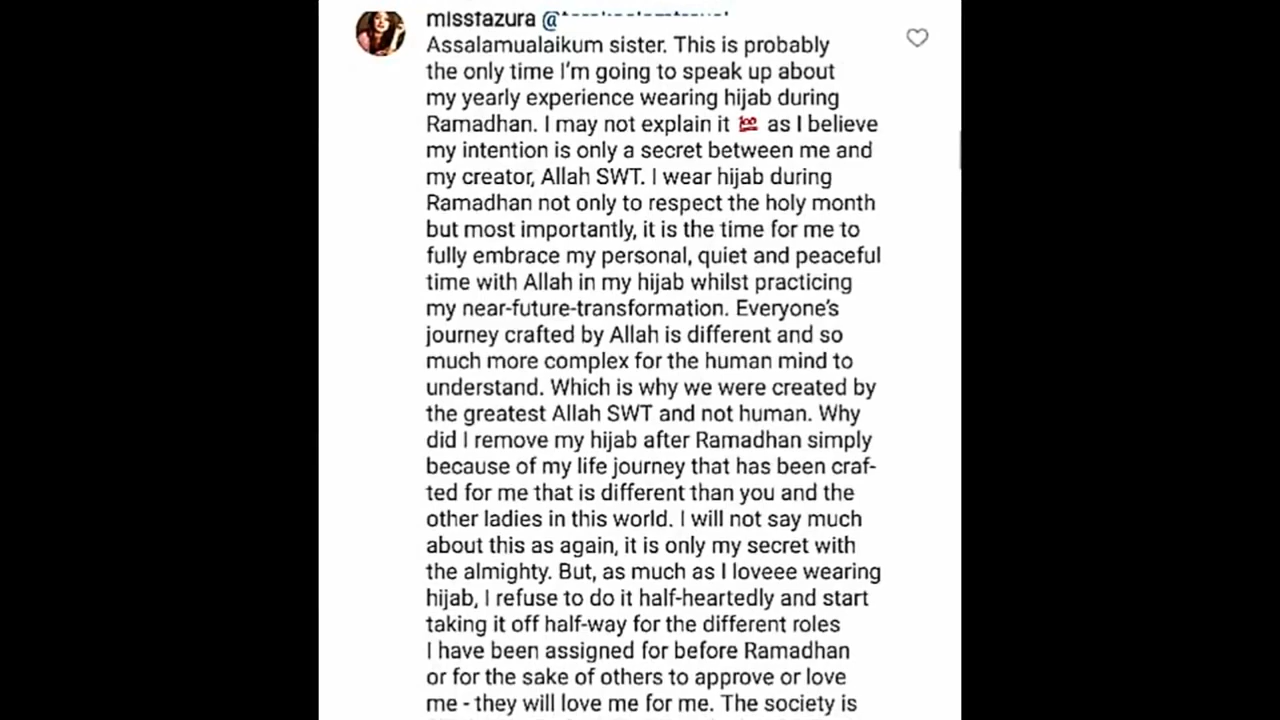 misstazura @
Assalamualaikum sister. This is probably
the only time I'm going to speak up about
my yearly experience wearing hijab during
Ramadhan. I may not explain it 💯 as I believe
my intention is only a secret between me and
my creator, Allah SWT. I wear hijab during
Ramadhan not only to respect the holy month
but most importantly, it is the time for me to
fully embrace my personal, quiet and peaceful
time with Allah in my hijab whilst practicing
my near-future-transformation. Everyone's
journey crafted by Allah is different and so
much more complex for the human mind to
understand. Which is why we were created by
the greatest Allah SWT and not human. Why
did I remove my hijab after Ramadhan simply
because of my life journey that has been craf-
ted for me that is different than you and the
other ladies in this world. I will not say much
about this as again, it is only my secret with
the almighty. But, as much as I loveee wearing
hijab, I refuse to do it half-heartedly and start
taking it off half-way for the different roles
I have been assigned for before Ramadhan
or for the sake of others to approve or love
me - they will love me for me. The society is